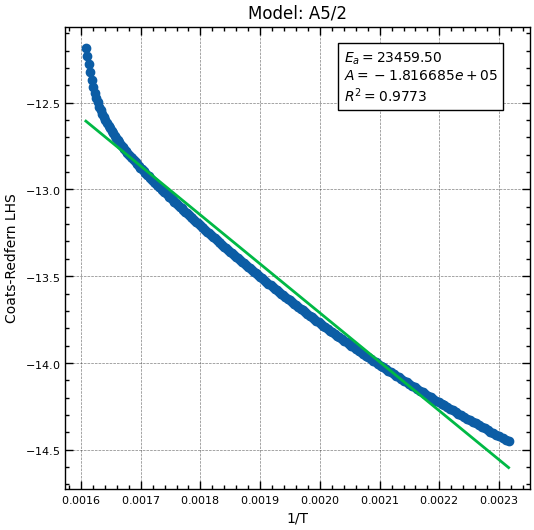 Model: A5/2
E_a = 23459.50
A = −1.816685e + 05
R^2 = 0.9773
−12.5
−13.0
−13.5
−14.0
−14.5
Coats-Redfern LHS
0.0016 0.0017 0.0018 0.0019 0.0020 0.0021 0.0022 0.0023
1/T